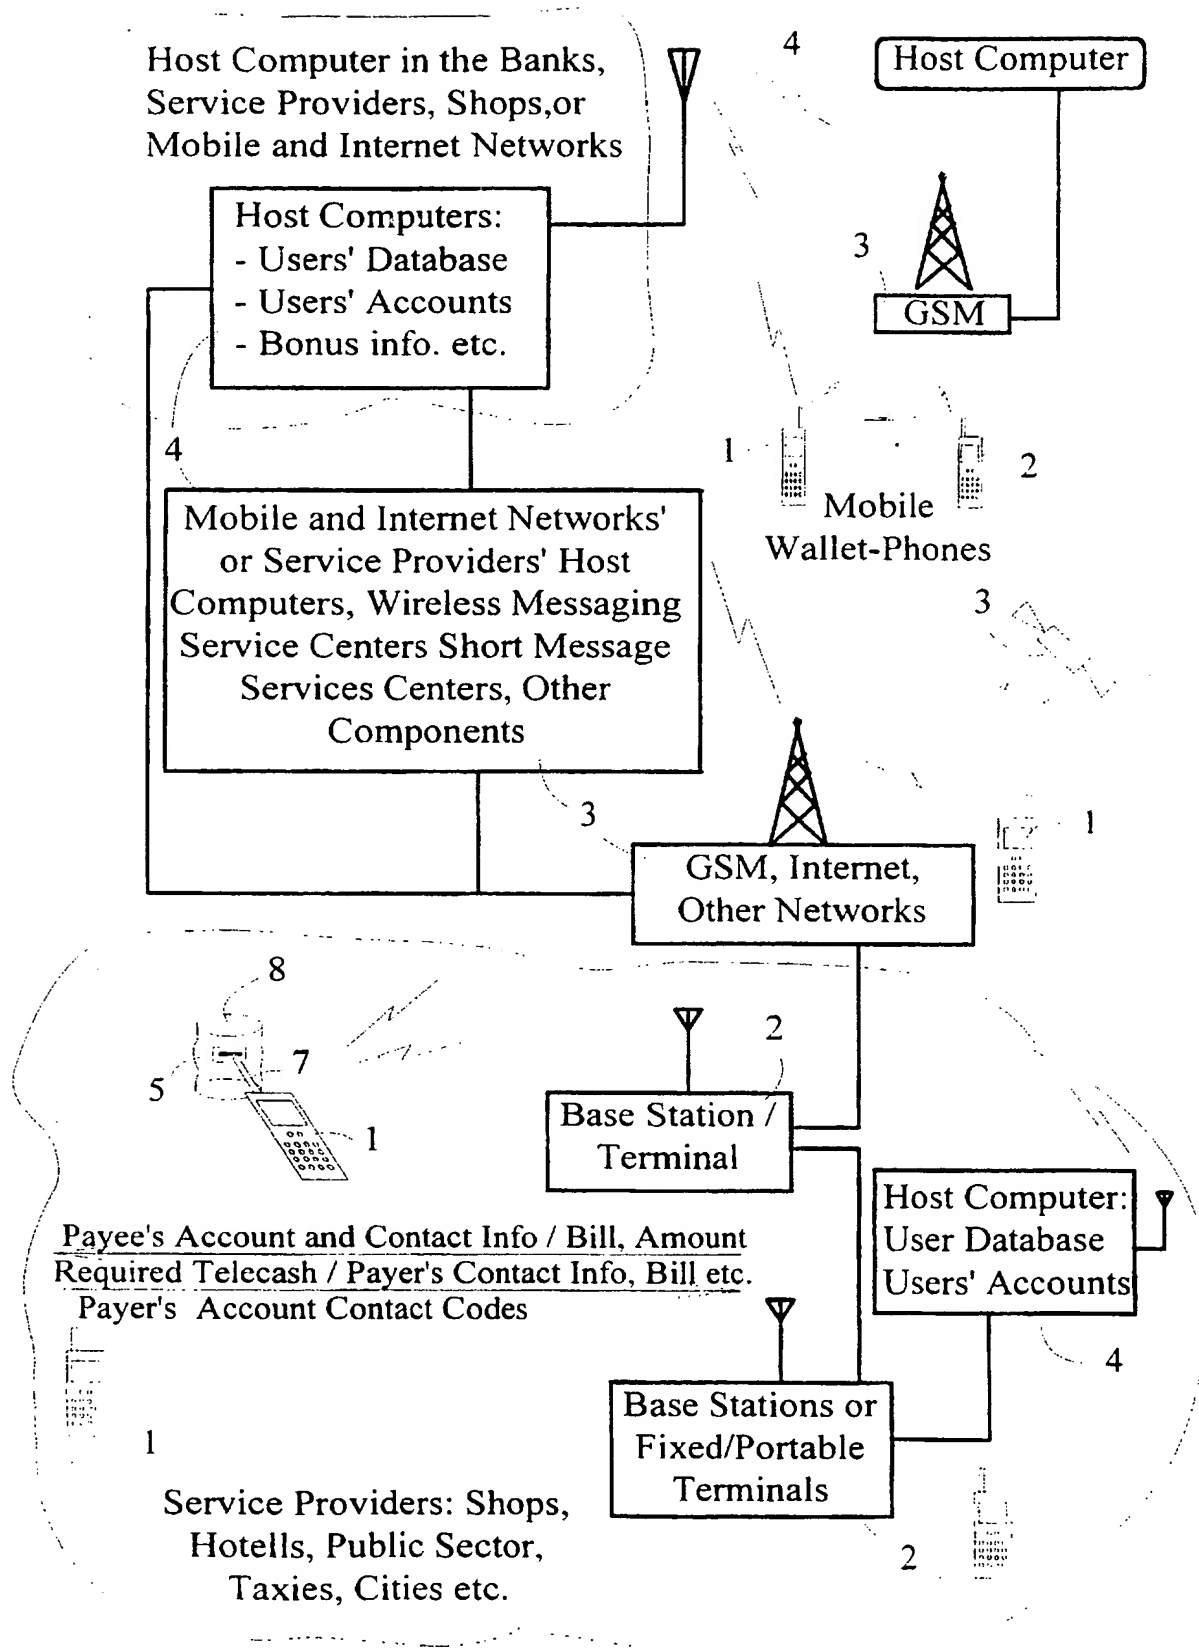 Host Computer in the Banks,
Service Providers, Shops,or
Mobile and Internet Networks
4
Host Computer
Host Computers:
- Users' Database
- Users' Accounts
- Bonus info. etc.
3
GSM
4
1
2
Mobile
Wallet-Phones
Mobile and Internet Networks'
or Service Providers' Host
Computers, Wireless Messaging
Service Centers Short Message
Services Centers, Other
Components
3
3
1
GSM, Internet,
Other Networks
8
5
7
1
2
Base Station /
Terminal
Host Computer:
User Database
Users' Accounts
4
Payee's Account and Contact Info / Bill, Amount
Required Telecash / Payer's Contact Info, Bill etc.
Payer's Account Contact Codes
1
Base Stations or
Fixed/Portable
Terminals
2
Service Providers: Shops,
Hotells, Public Sector,
Taxies, Cities etc.